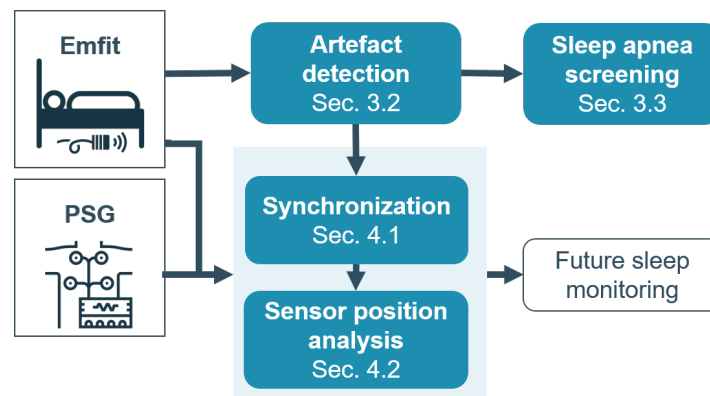 Emfit
Artefact
detection
Sec. 3.2
Sleep apnea
screening
Sec. 3.3
PSG
Synchronization
Sec. 4.1
Sensor position
analysis
Sec. 4.2
Future sleep
monitoring